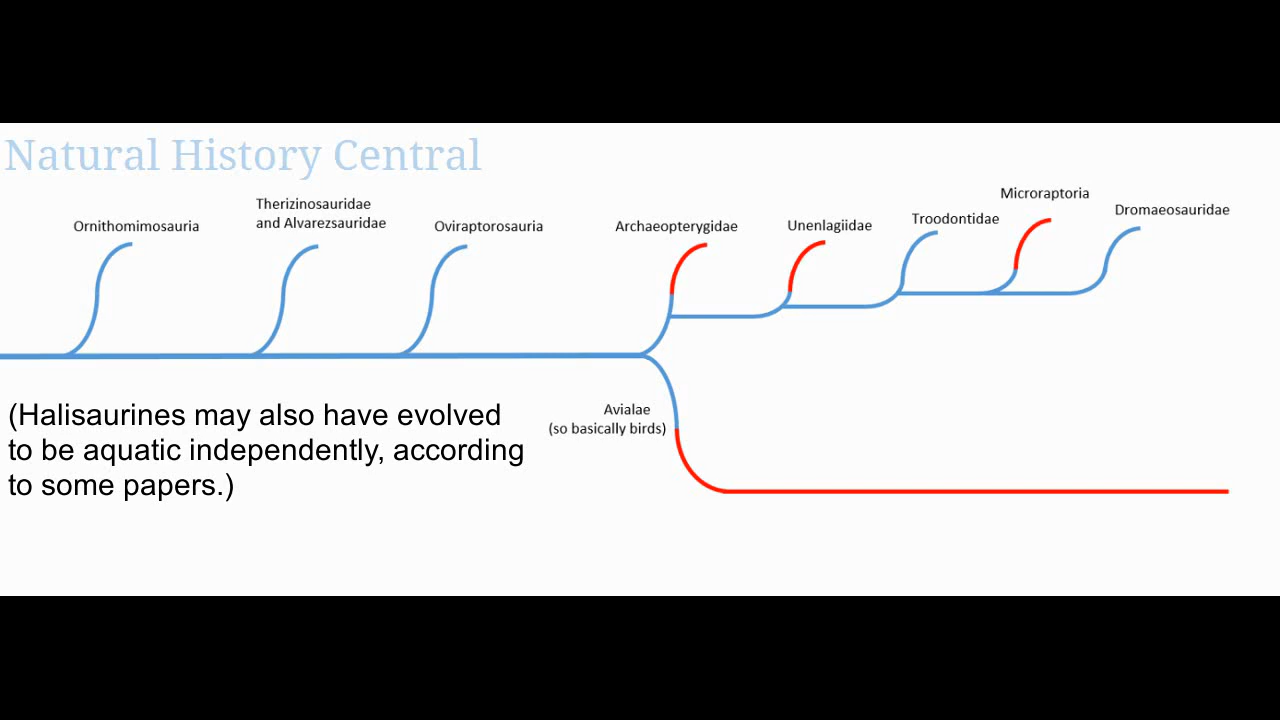 Natural History Central
Ornithomimosauria
Therizinosauridae
and Alvarezsauridae
Oviraptorosauria
Archaeopterygidae
Unenlagiidae
Troodontidae
Microraptoria
Dromaeosauridae
Avialae
(so basically birds)
(Halisaurines may also have evolved
to be aquatic independently, according
to some papers.)